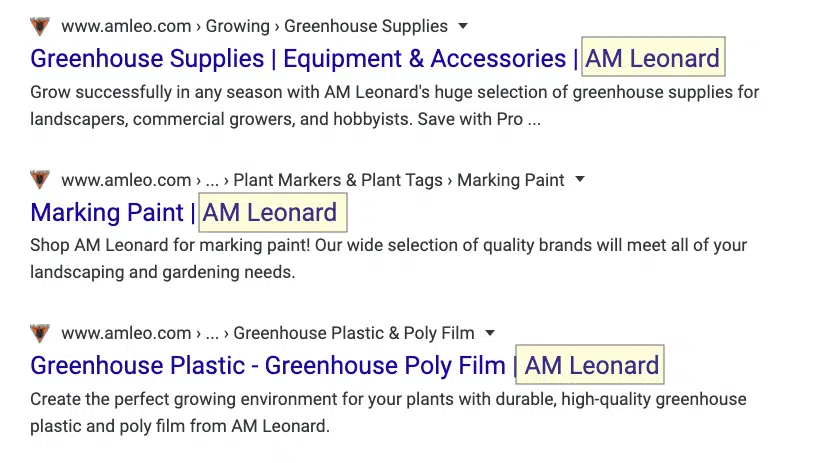 www.amleo.com › Growing › Greenhouse Supplies
Greenhouse Supplies | Equipment & Accessories | AM Leonard
Grow successfully in any season with AM Leonard's huge selection of greenhouse supplies for
landscapers, commercial growers, and hobbyists. Save with Pro ...
www.amleo.com › ... › Plant Markers & Plant Tags › Marking Paint
Marking Paint | AM Leonard
Shop AM Leonard for marking paint! Our wide selection of quality brands will meet all of your
landscaping and gardening needs.
www.amleo.com › ... › Greenhouse Plastic & Poly Film
Greenhouse Plastic - Greenhouse Poly Film | AM Leonard
Create the perfect growing environment for your plants with durable, high-quality greenhouse
plastic and poly film from AM Leonard.